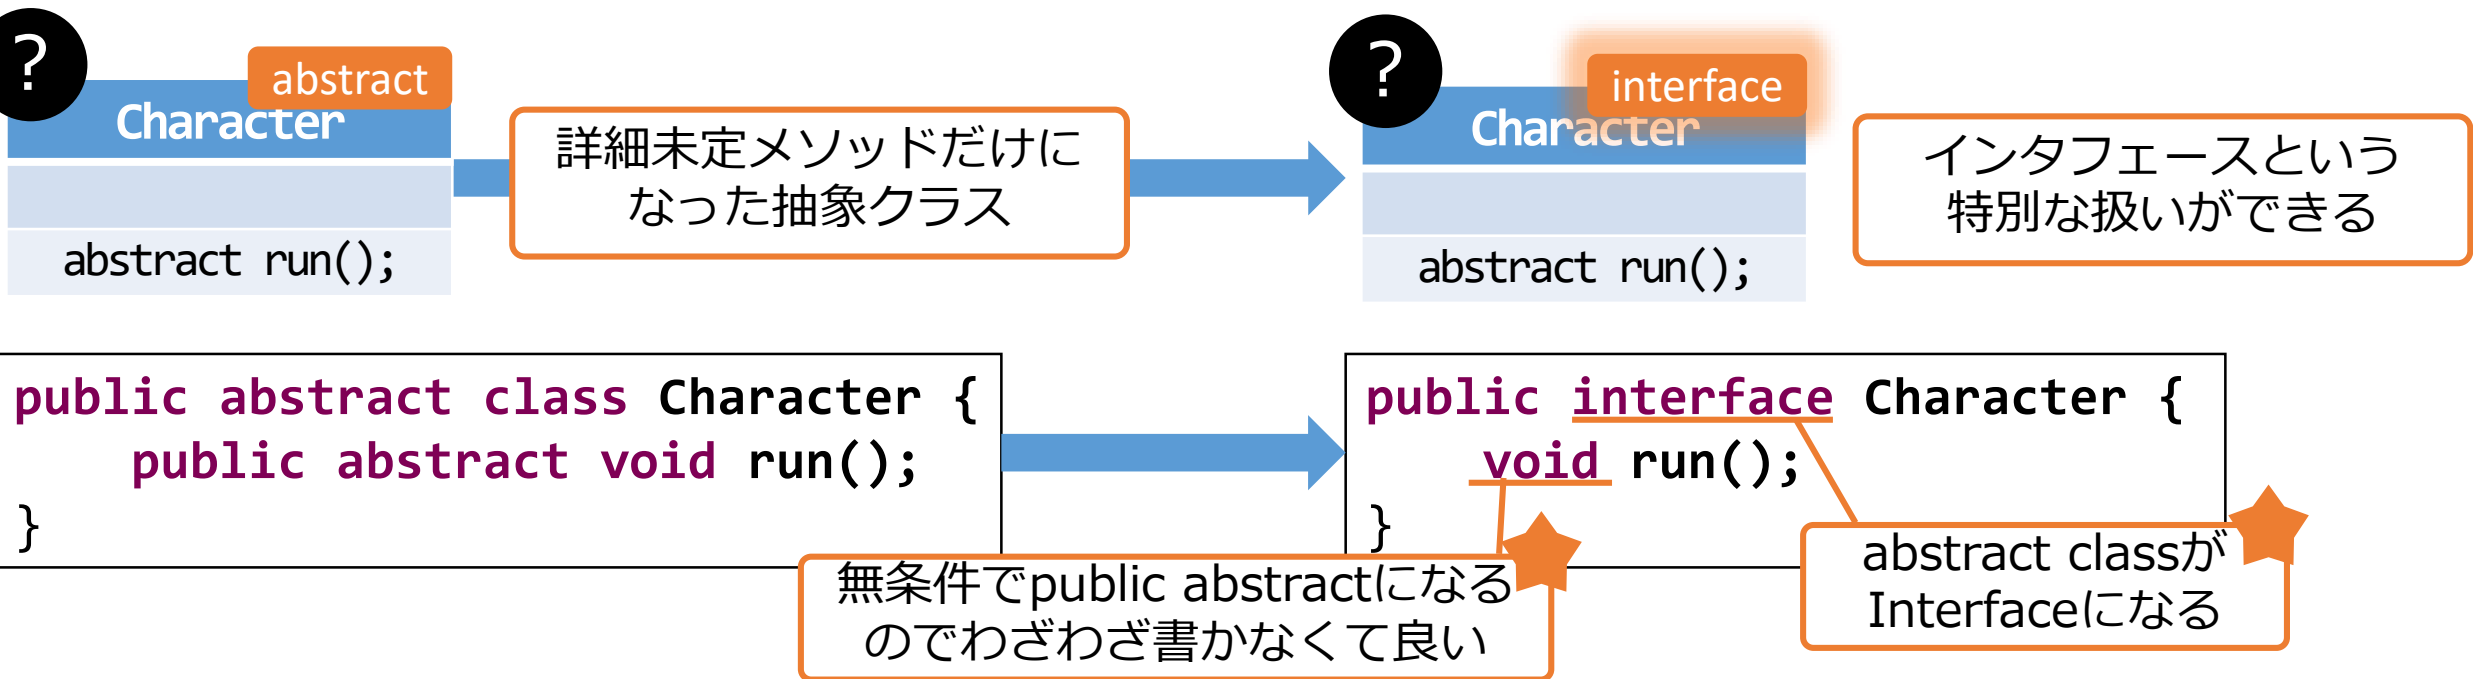 ?
abstract
Character
abstract run();
詳細未定メソッドだけに
なった抽象クラス
?
interface
Character
abstract run();
インタフェースという
特別な扱いができる
public abstract class Character {
public abstract void run();
}
public interface Character {
void run();
}
無条件でpublic abstractになる
のでわざわざ書かなくて良い
abstract classが
Interfaceになる